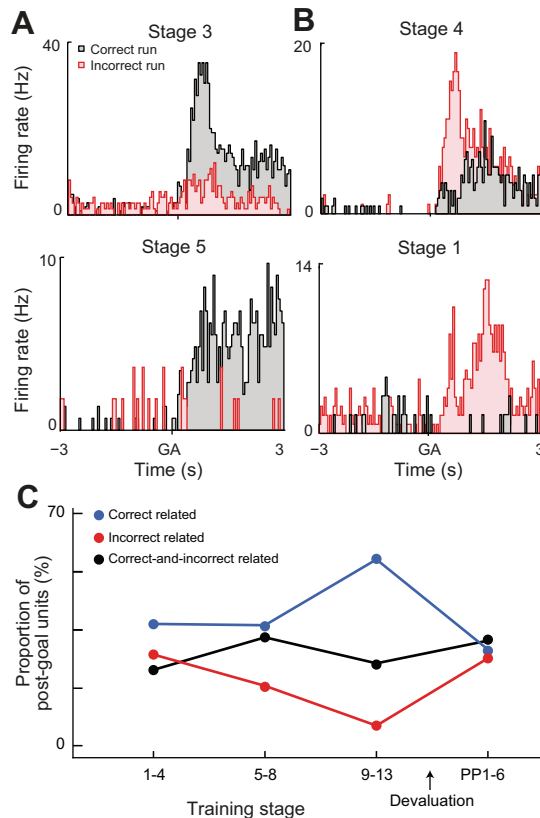 A
Stage 3
Correct run
Incorrect run
40
Firing rate (Hz)
0
Stage 5
10
Firing rate (Hz)
0
−3
GA
3
Time (s)
B
Stage 4
20
0
Stage 1
14
0
−3
GA
3
Time (s)
C
70
Correct related
Incorrect related
Correct-and-incorrect related
Proportion of
post-goal units (%)
0
1-4
5-8
9-13
PP1-6
Devaluation
Training stage